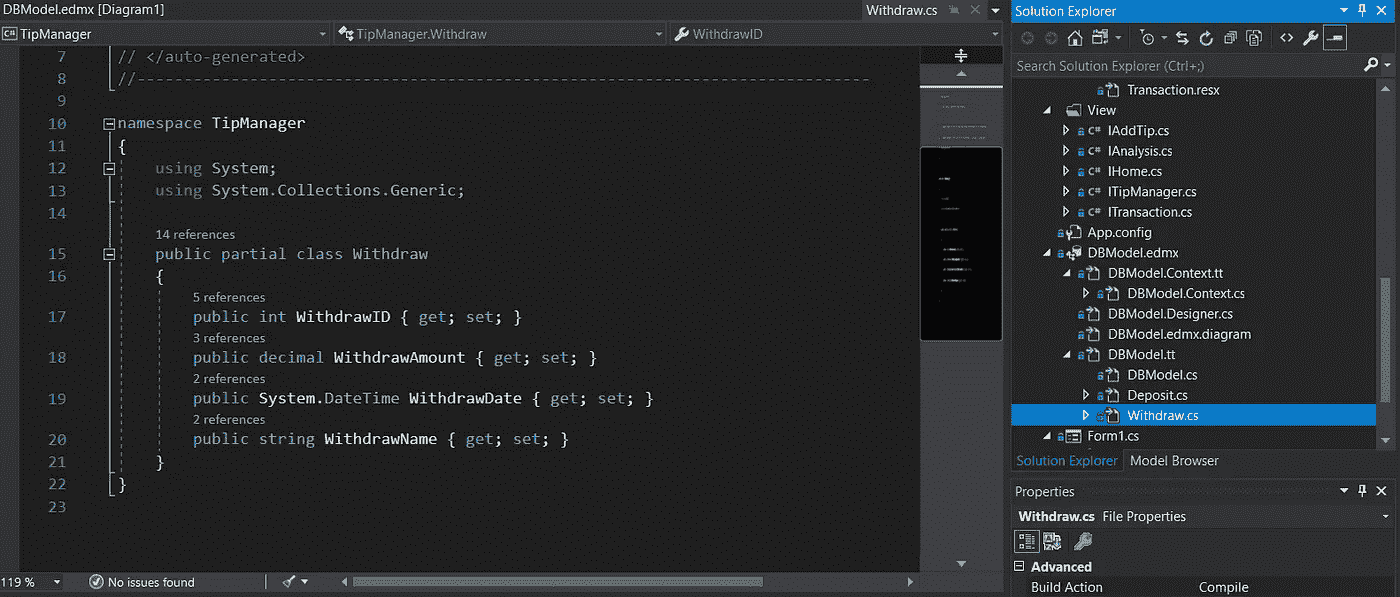 DBModel.edmx [Diagram1]
Withdraw.cs
TipManager
TipManager.Withdraw
WithdrawID
7 // </auto-generated>
8 //------------------------------------------------------------------------------
9
10 namespace TipManager
11 {
12 using System;
13 using System.Collections.Generic;
14
14 references
15 public partial class Withdraw
16 {
5 references
17 public int WithdrawID { get; set; }
3 references
18 public decimal WithdrawAmount { get; set; }
2 references
19 public System.DateTime WithdrawDate { get; set; }
2 references
20 public string WithdrawName { get; set; }
21 }
22 }
23
119 %
No issues found
Solution Explorer
Search Solution Explorer (Ctrl+;)
Transaction.resx
View
C# IAddTip.cs
C# IAnalysis.cs
C# IHome.cs
C# ITipManager.cs
C# ITransaction.cs
App.config
DBModel.edmx
DBModel.Context.tt
DBModel.Context.cs
DBModel.Designer.cs
DBModel.edmx.diagram
DBModel.tt
DBModel.cs
Deposit.cs
Withdraw.cs
Form1.cs
Solution Explorer
Model Browser
Properties
Withdraw.cs File Properties
Advanced
Build Action Compile